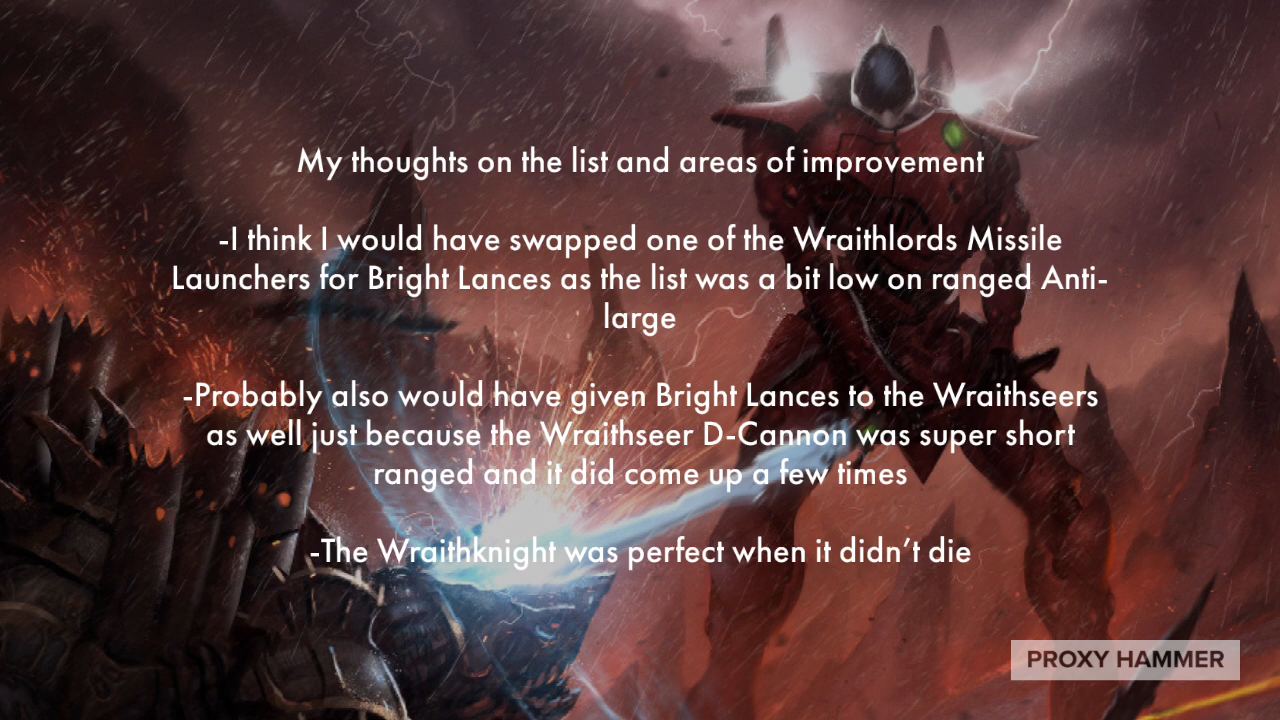 My thoughts on the list and areas of improvement
-I think I would have swapped one of the Wraithlords Missile
Launchers for Bright Lances as the list was a bit low on ranged Anti-
large
-Probably also would have given Bright Lances to the Wraithseers
as well just because the Wraithseer D-Cannon was super short
ranged and it did come up a few times
-The Wraithknight was perfect when it didn’t die
PROXY HAMMER